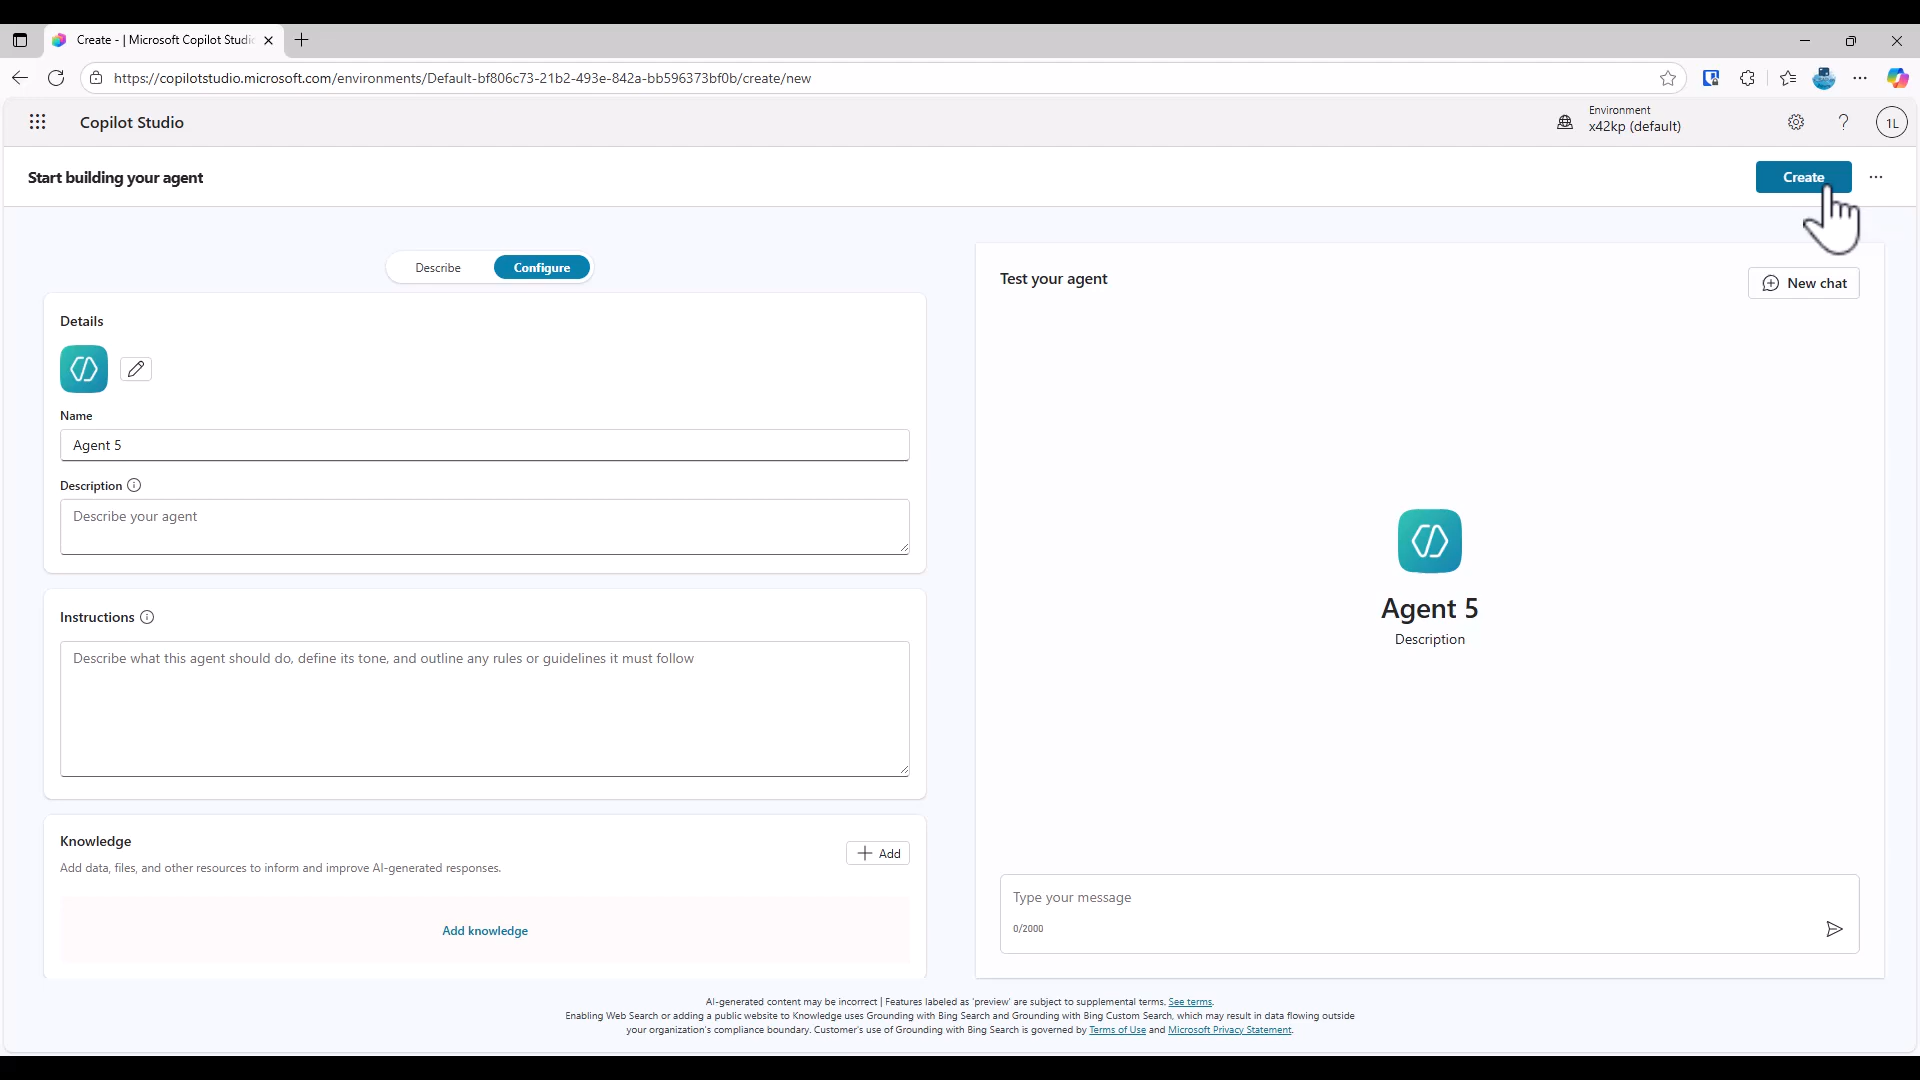 Create - | Microsoft Copilot Studio
https://copilotstudio.microsoft.com/environments/Default-bf806c73-21b2-493e-842a-bb596373bf0b/create/new
Copilot Studio
Environment
x42kp (default)
?
1L
Start building your agent
Create
Describe
Configure
Test your agent
New chat
Details
Name
Agent 5
Description
Describe your agent
Agent 5
Description
Instructions
Describe what this agent should do, define its tone, and outline any rules or guidelines it must follow
Knowledge
Add data, files, and other resources to inform and improve AI-generated responses.
Add
Add knowledge
Type your message
0/2000
AI-generated content may be incorrect | Features labeled as 'preview' are subject to supplemental terms. See terms.
Enabling Web Search or adding a public website to Knowledge uses Grounding with Bing Search and Grounding with Bing Custom Search, which may result in data flowing outside
your organization's compliance boundary. Customer's use of Grounding with Bing Search is governed by Terms of Use and Microsoft Privacy Statement.